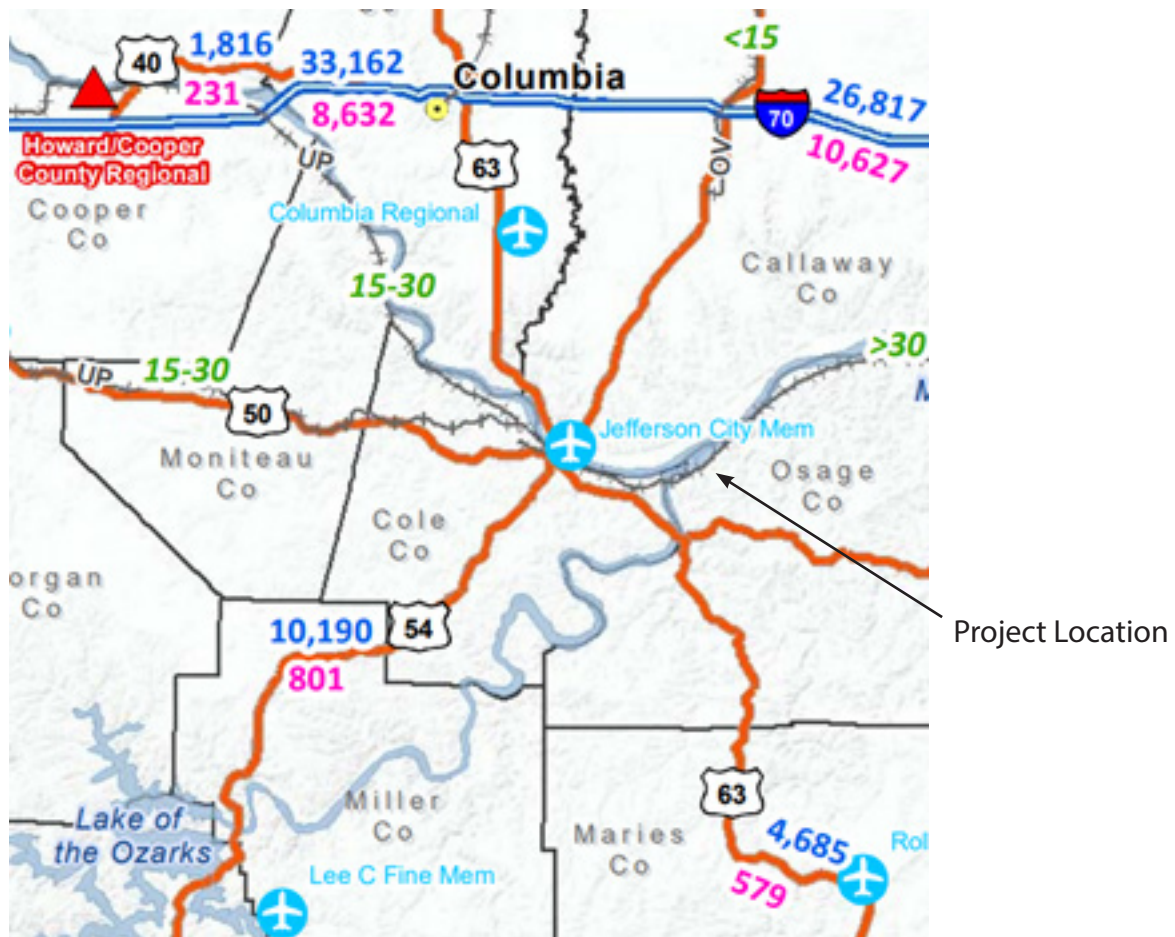 <15
1,816
40
33,162
Columbia
26,817
231
8,632
70
10,627
Howard/Cooper
County Regional
UP
63
LOV
Cooper
Co
Columbia Regional
Callaway
Co
15-30
>30
UP
15-30
M
50
Jefferson City Mem
Moniteau
Co
Osage
Co
Cole
Co
organ
Co
10,190
54
801
Project Location
63
Miller
Co
Lake of
the Ozarks
Maries
Co
4,685
Rol
579
Lee C Fine Mem